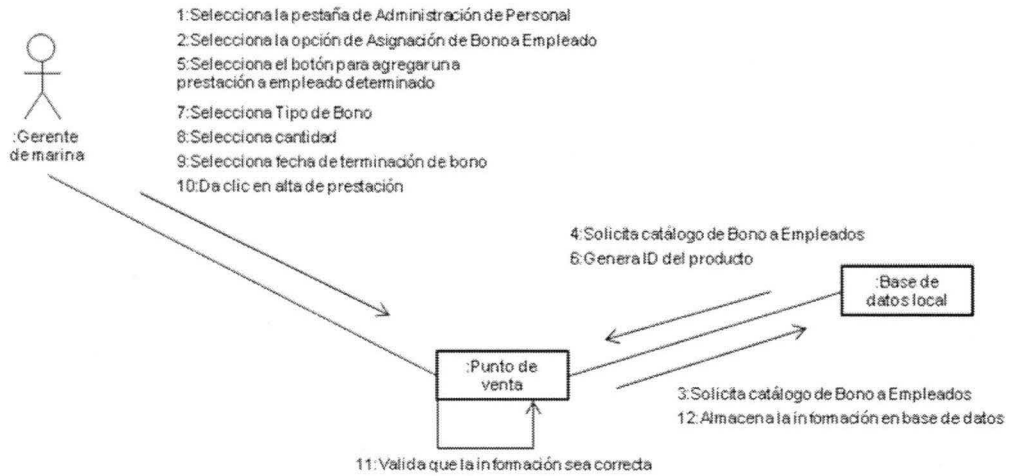 1:Selecciona la pestaña de Administración de Personal
2:Selecciona la opción de Asignación de Bono a Empleado
5:Selecciona el botón para agregar una
prestación a empleado determinado
7:Selecciona Tipo de Bono
8:Selecciona cantidad
9:Selecciona fecha de terminación de bono
10:Da clic en alta de prestación
:Gerente
de marina
4:Solicita catálogo de Bono a Empleados
6:Genera ID del producto
:Base de
datos local
:Punto de
venta
3:Solicita catálogo de Bono a Empleados
12:Almacena la información en base de datos
11:Valida que la información sea correcta